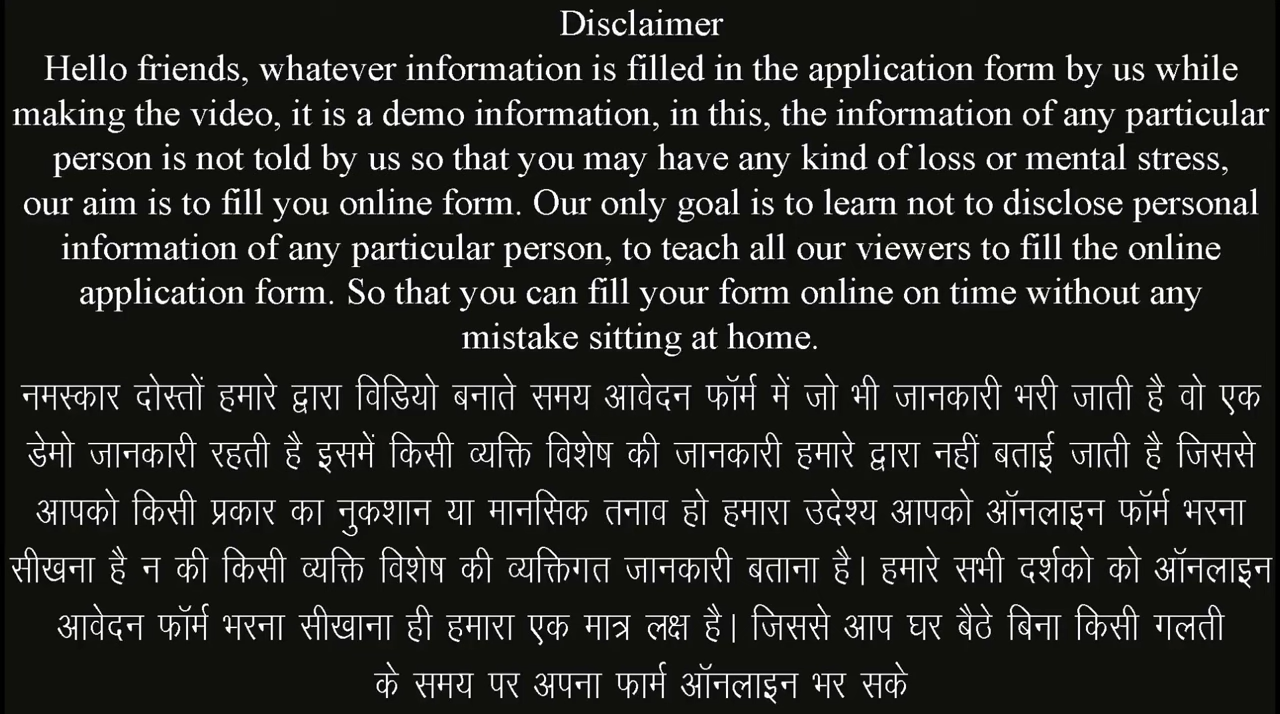 Disclaimer
Hello friends, whatever information is filled in the application form by us while
making the video, it is a demo information, in this, the information of any particular
person is not told by us so that you may have any kind of loss or mental stress,
our aim is to fill you online form. Our only goal is to learn not to disclose personal
information of any particular person, to teach all our viewers to fill the online
application form. So that you can fill your form online on time without any
mistake sitting at home.
नमस्कार दोस्तों हमारे द्वारा विडियो बनाते समय आवेदन फॉर्म में जो भी जानकारी भरी जाती है वो एक
डेमो जानकारी रहती है इसमें किसी व्यक्ति विशेष की जानकारी हमारे द्वारा नहीं बताई जाती है जिससे
आपको किसी प्रकार का नुकशान या मानसिक तनाव हो हमारा उदेश्य आपको ऑनलाइन फॉर्म भरना
सीखना है न की किसी व्यक्ति विशेष की व्यक्तिगत जानकारी बताना है। हमारे सभी दर्शको को ऑनलाइन
आवेदन फॉर्म भरना सीखाना ही हमारा एक मात्र लक्ष है। जिससे आप घर बैठे बिना किसी गलती
के समय पर अपना फार्म ऑनलाइन भर सके